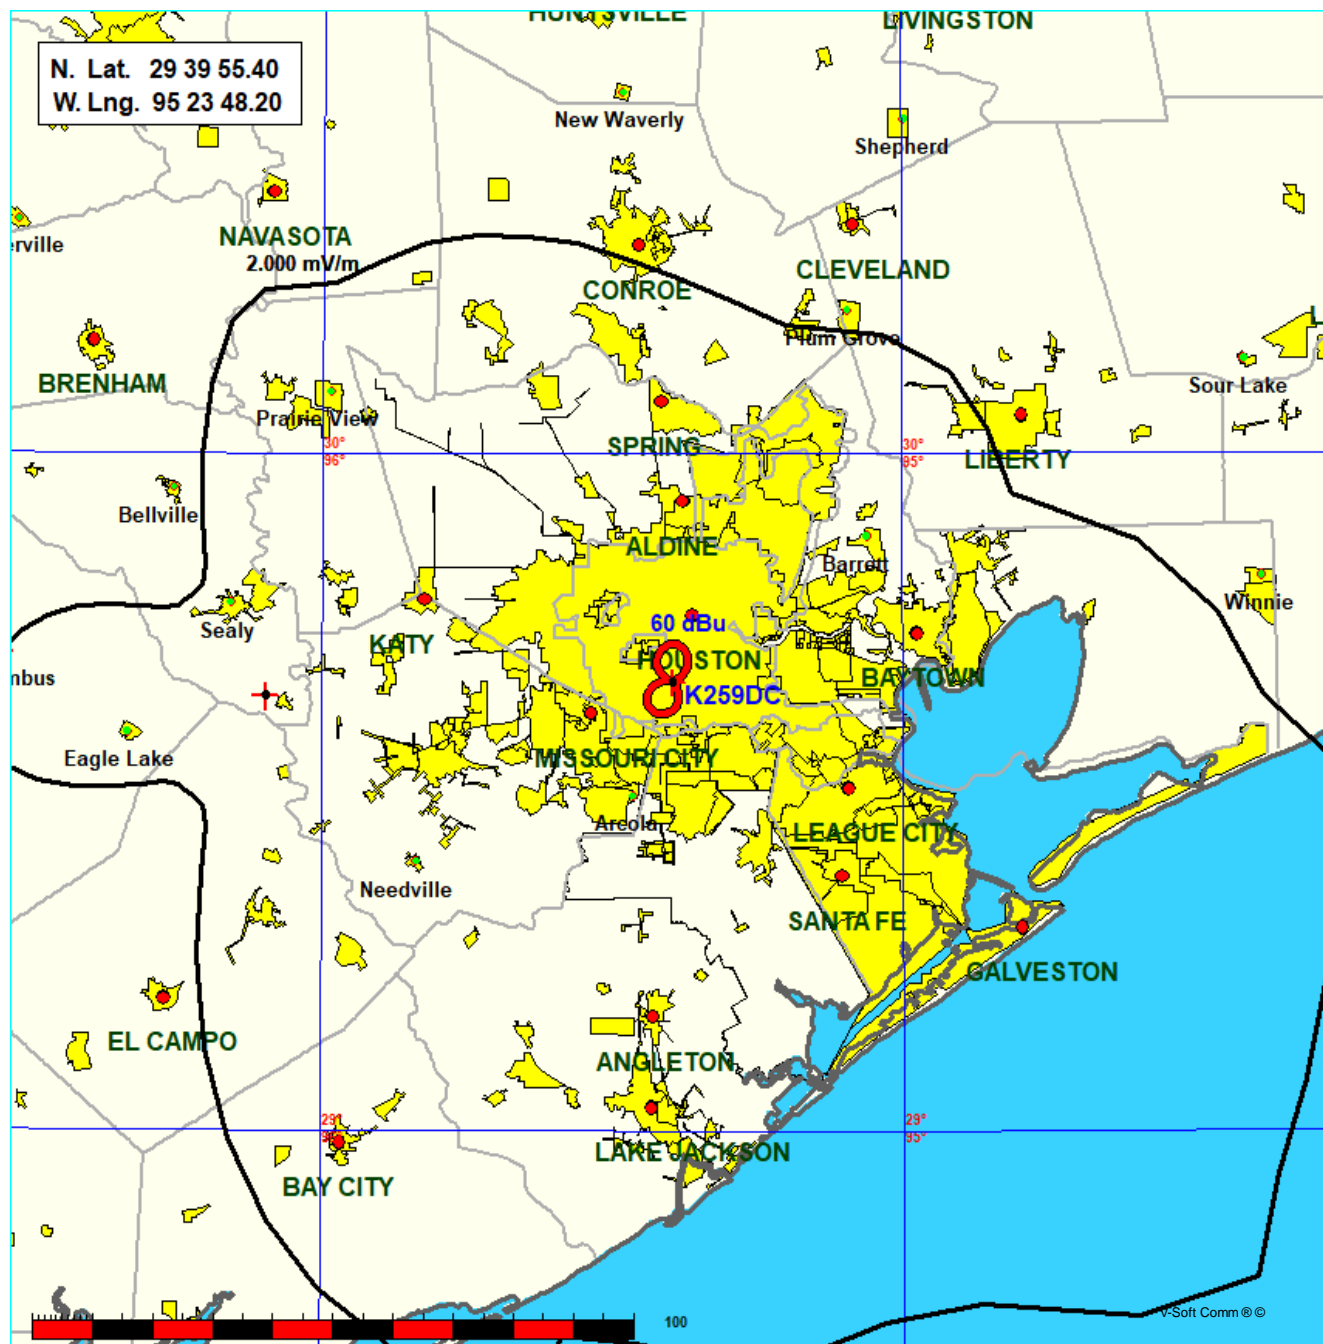 HUNTSVILLE
LIVINGSTON
N. Lat. 29 39 55.40
W. Lng. 95 23 48.20
New Waverly
Shepherd
NAVASOTA
erville
2.000 mV/m
CLEVELAND
CONROE
Plum Grove
BRENHAM
Sour Lake
Prairie View
SPRING
30°
96°
30°
95°
LIBERTY
Bellville
ALDINE
Barrett
Winnie
Sealy
60 dBu
KATY
HOUSTON
mbus
BAYTOWN
K259DC
Eagle Lake
MISSOURI CITY
Arcola
LEAGUE CITY
Needville
SANTA FE
GALVESTON
EL CAMPO
ANGLETON
29°
96°
29°
95°
LAKE JACKSON
BAY CITY
V-Soft Comm ® ©
100